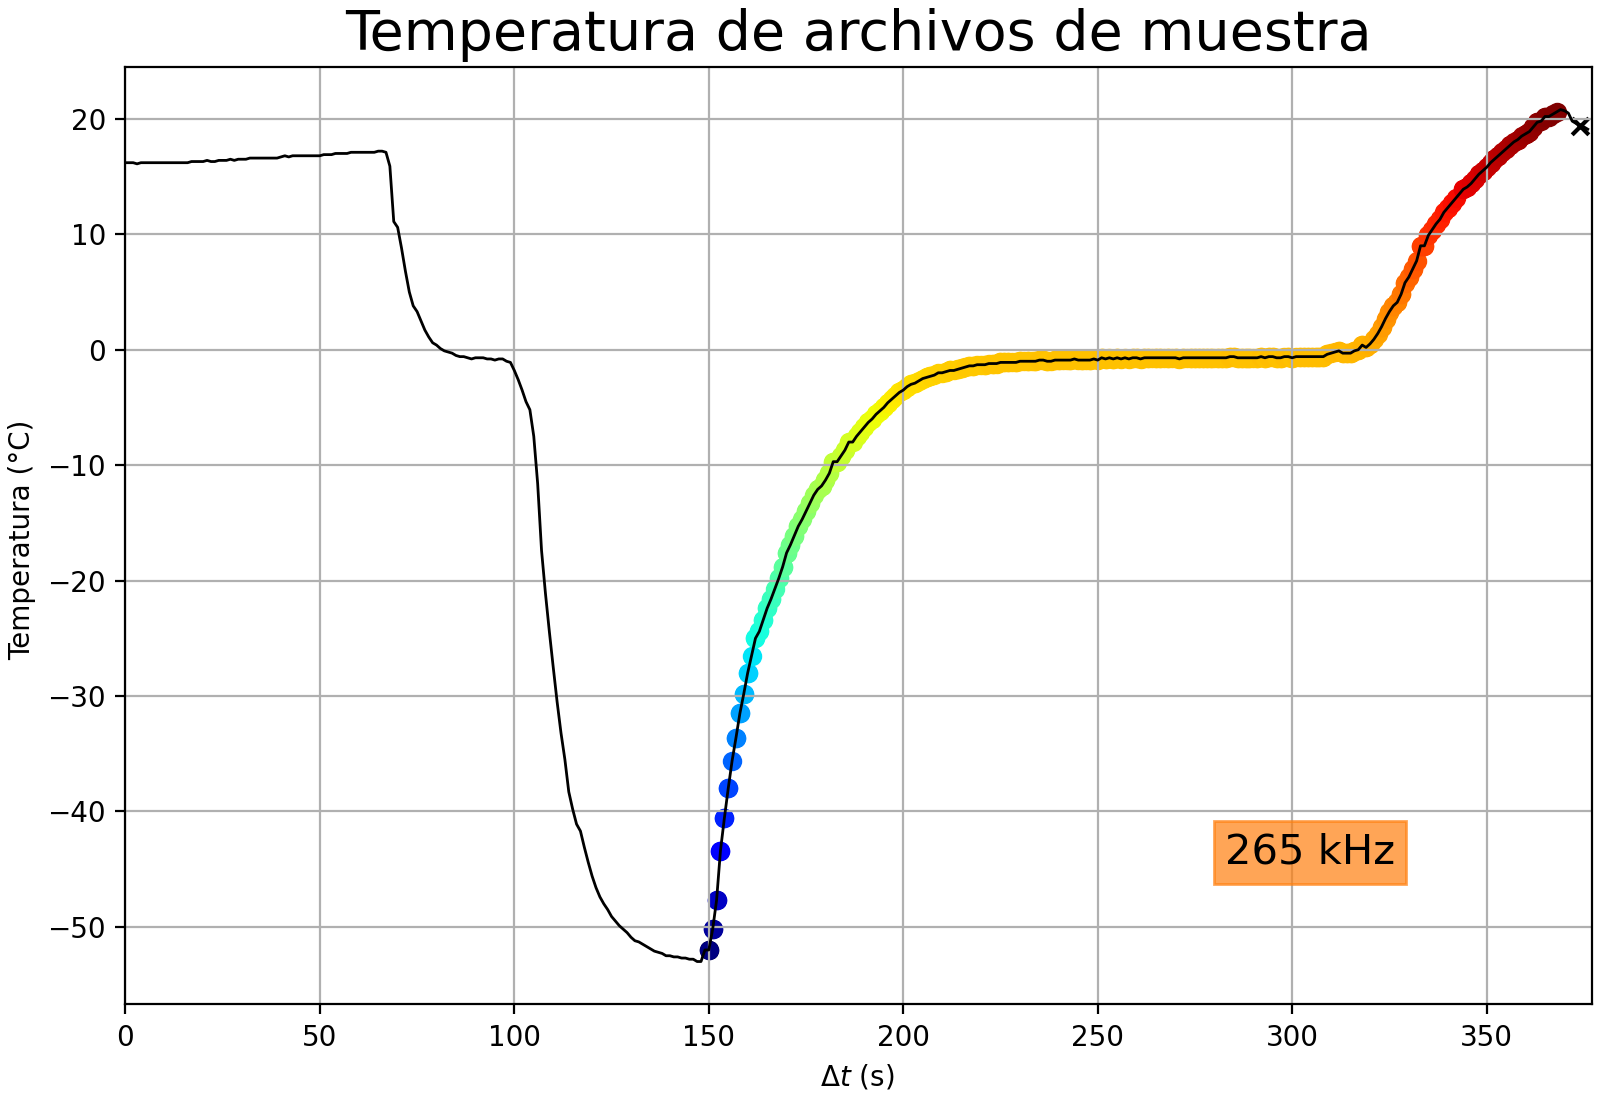 Temperatura de archivos de muestra
20
10
0
−10
−20
−30
−40
−50
Temperatura (°C)
265 kHz
0 50 100 150 200 250 300 350
Δt (s)